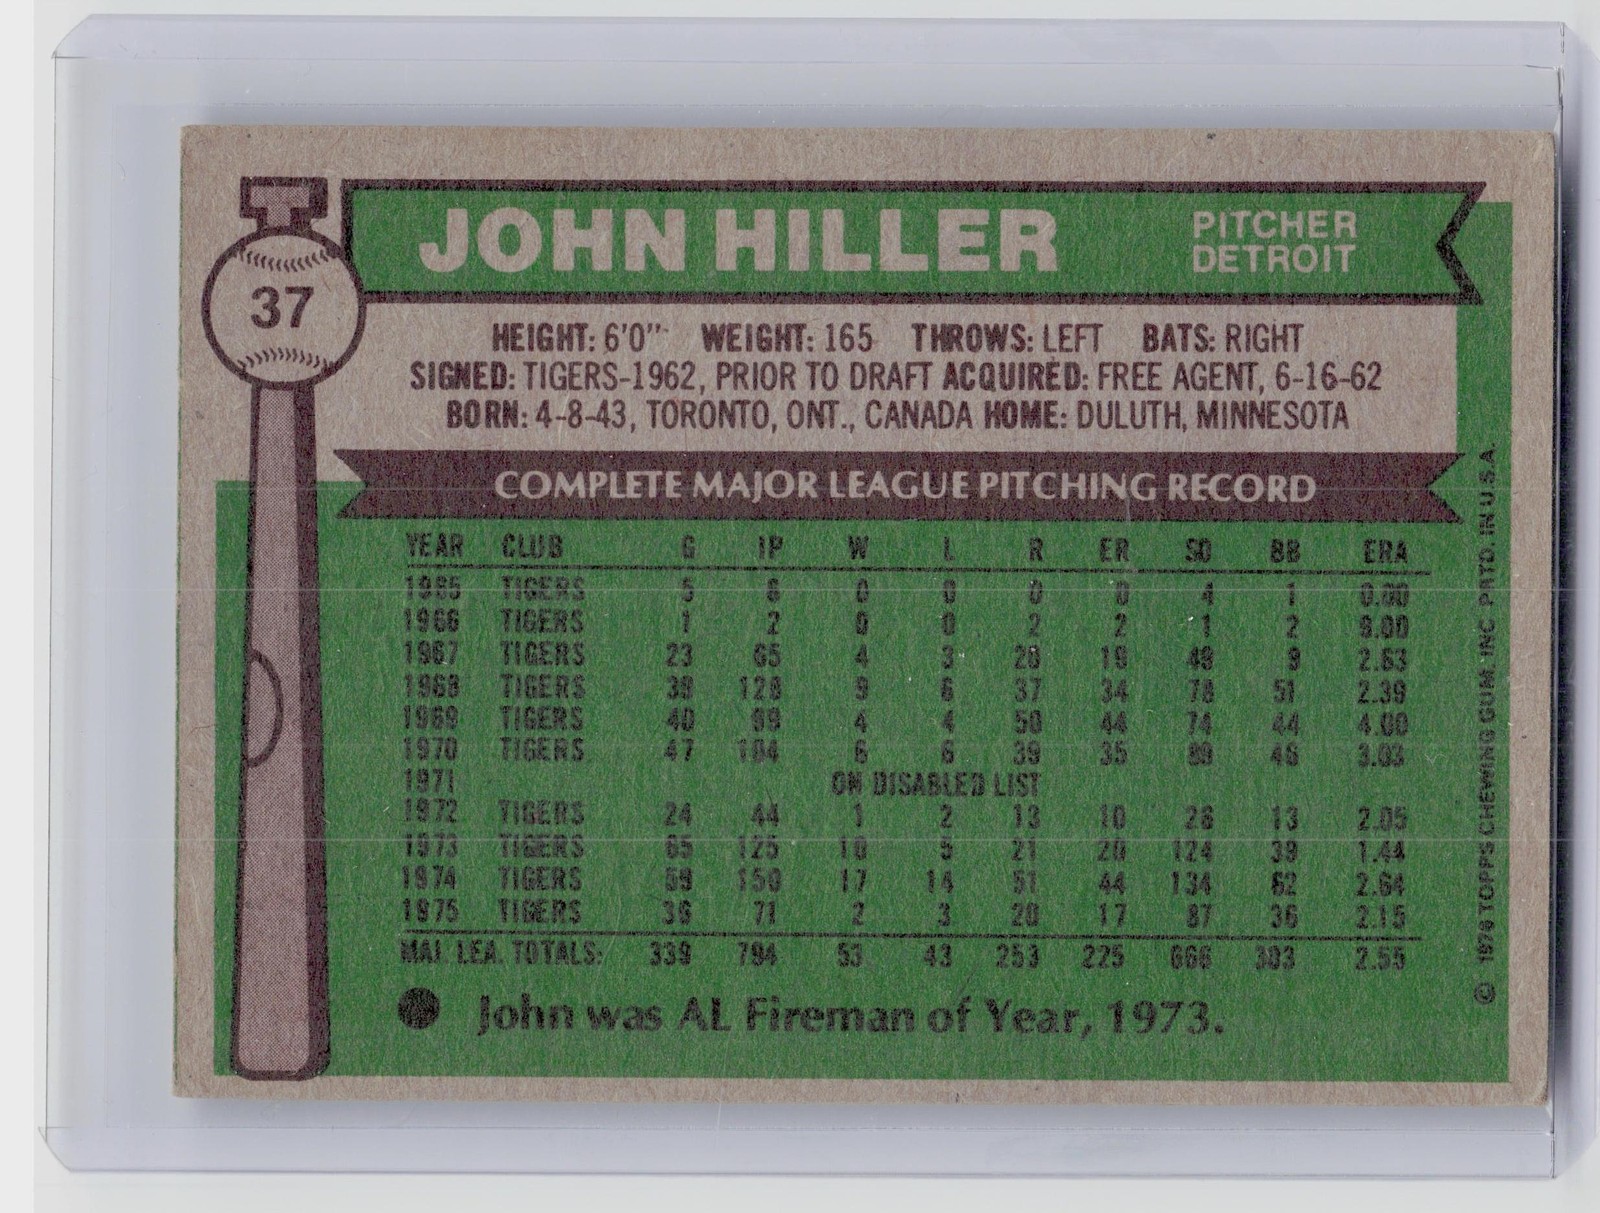 T
37
JOHN HILLER
PITCHER
DETROIT
HEIGHT: 6'0" WEIGHT: 165 THROWS: LEFT BATS: RIGHT
SIGNED: TIGERS-1962, PRIOR TO DRAFT ACQUIRED: FREE AGENT, 6-16-62
BORN: 4-8-43, TORONTO, ONT., CANADA HOME: DULUTH, MINNESOTA
COMPLETE MAJOR LEAGUE PITCHING RECORD
YEAR CLUB G IP W L R ER SO BB ERA
1965 TIGERS 5 6 0 0 0 0 4 1 0.00
1966 TIGERS 1 2 0 0 2 2 1 2 9.00
1967 TIGERS 23 65 4 3 20 19 49 9 2.63
1968 TIGERS 39 128 9 6 37 34 78 51 2.39
1969 TIGERS 40 99 4 4 50 44 74 44 4.00
1970 TIGERS 47 104 6 6 39 35 89 46 3.03
1971 ON DISABLED LIST
1972 TIGERS 24 44 1 2 13 10 26 13 2.05
1973 TIGERS 65 125 10 5 21 20 124 39 1.44
1974 TIGERS 59 150 17 14 51 44 134 62 2.64
1975 TIGERS 36 71 2 3 20 17 87 36 2.15
MAJ. LEA. TOTALS: 339 794 53 43 253 225 666 303 2.55
John was AL Fireman of Year, 1973.
© 1976 TOPPS CHEWING GUM, INC. PRTD. IN U.S.A.